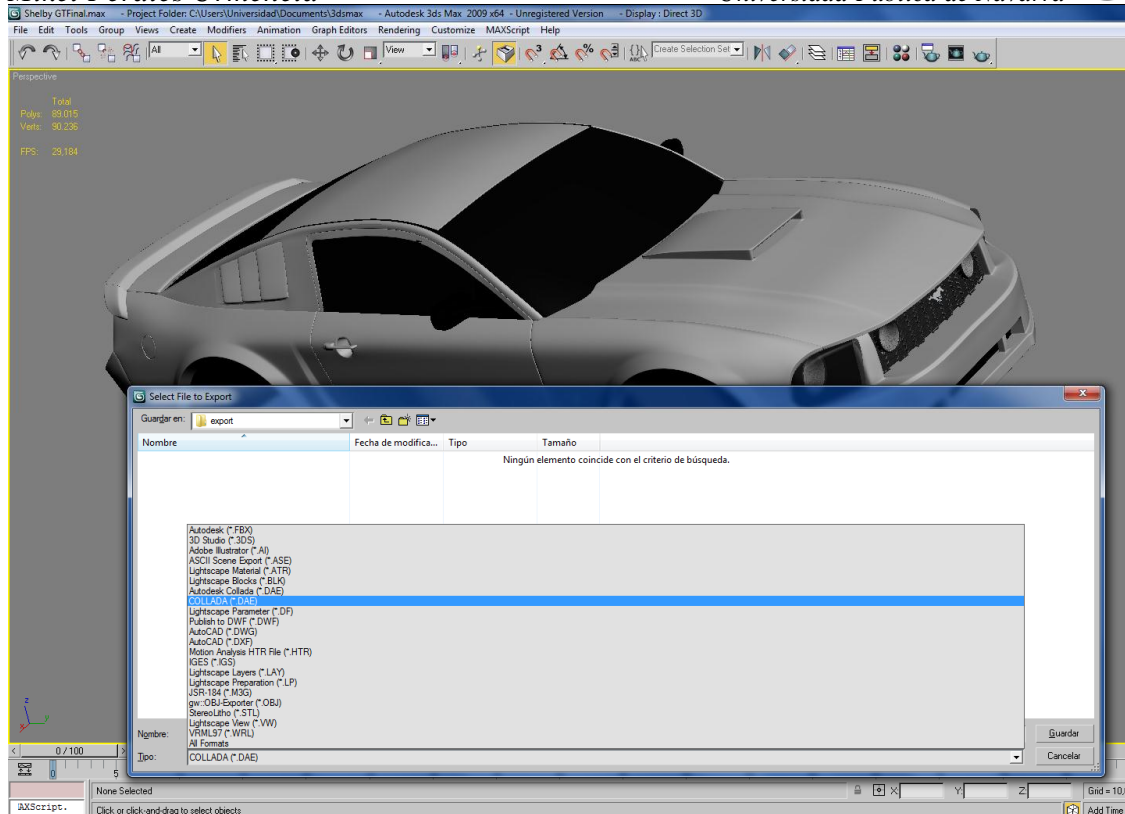 Shelby GTFinal.max - Project Folder: C:\Users\Universidad\Documents\3dsmax - Autodesk 3ds Max 2009 x64 - Unregistered Version - Display : Direct 3D
File Edit Tools Group Views Create Modifiers Animation Graph Editors Rendering Customize MAXScript Help
All View Create Selection Set
Perspective
Total
Polys: 89.015
Verts: 90.236
FPS: 29,184
Select File to Export
Guardar en: export
Nombre Fecha de modifica... Tipo Tamaño
Ningún elemento coincide con el criterio de búsqueda.
Autodesk (*.FBX)
3D Studio (*.3DS)
Adobe Illustrator (*.AI)
ASCII Scene Export (*.ASE)
Lightscape Material (*.ATR)
Lightscape Blocks (*.BLK)
Autodesk Collada (*.DAE)
COLLADA (*.DAE)
Lightscape Parameter (*.DF)
Publish to DWF (*.DWF)
AutoCAD (*.DWG)
AutoCAD (*.DXF)
Motion Analysis HTR File (*.HTR)
IGES (*.IGS)
Lightscape Layers (*.LAY)
Lightscape Preparation (*.LP)
JSR-184 (*.M3G)
gw::OBJ-Exporter (*.OBJ)
StereoLitho (*.STL)
Lightscape View (*.VW)
VRML97 (*.WRL)
All Formats
Nombre: Guardar
Tipo: COLLADA (*.DAE) Cancelar
z
y
x
0 / 100
0 5
None Selected X: Y: Z: Grid = 10,
AXScript. Click or click-and-drag to select objects Add Time